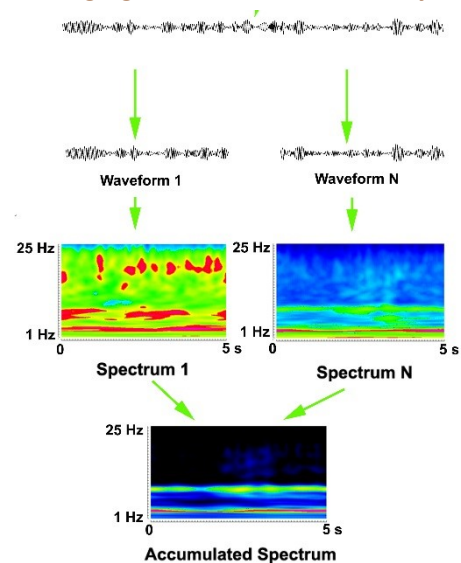 Waveform 1 Waveform N
25 Hz 25 Hz
1 Hz 1 Hz
0 5 s 0 5 s
Spectrum 1 Spectrum N
25 Hz
1 Hz
0 5 s
Accumulated Spectrum